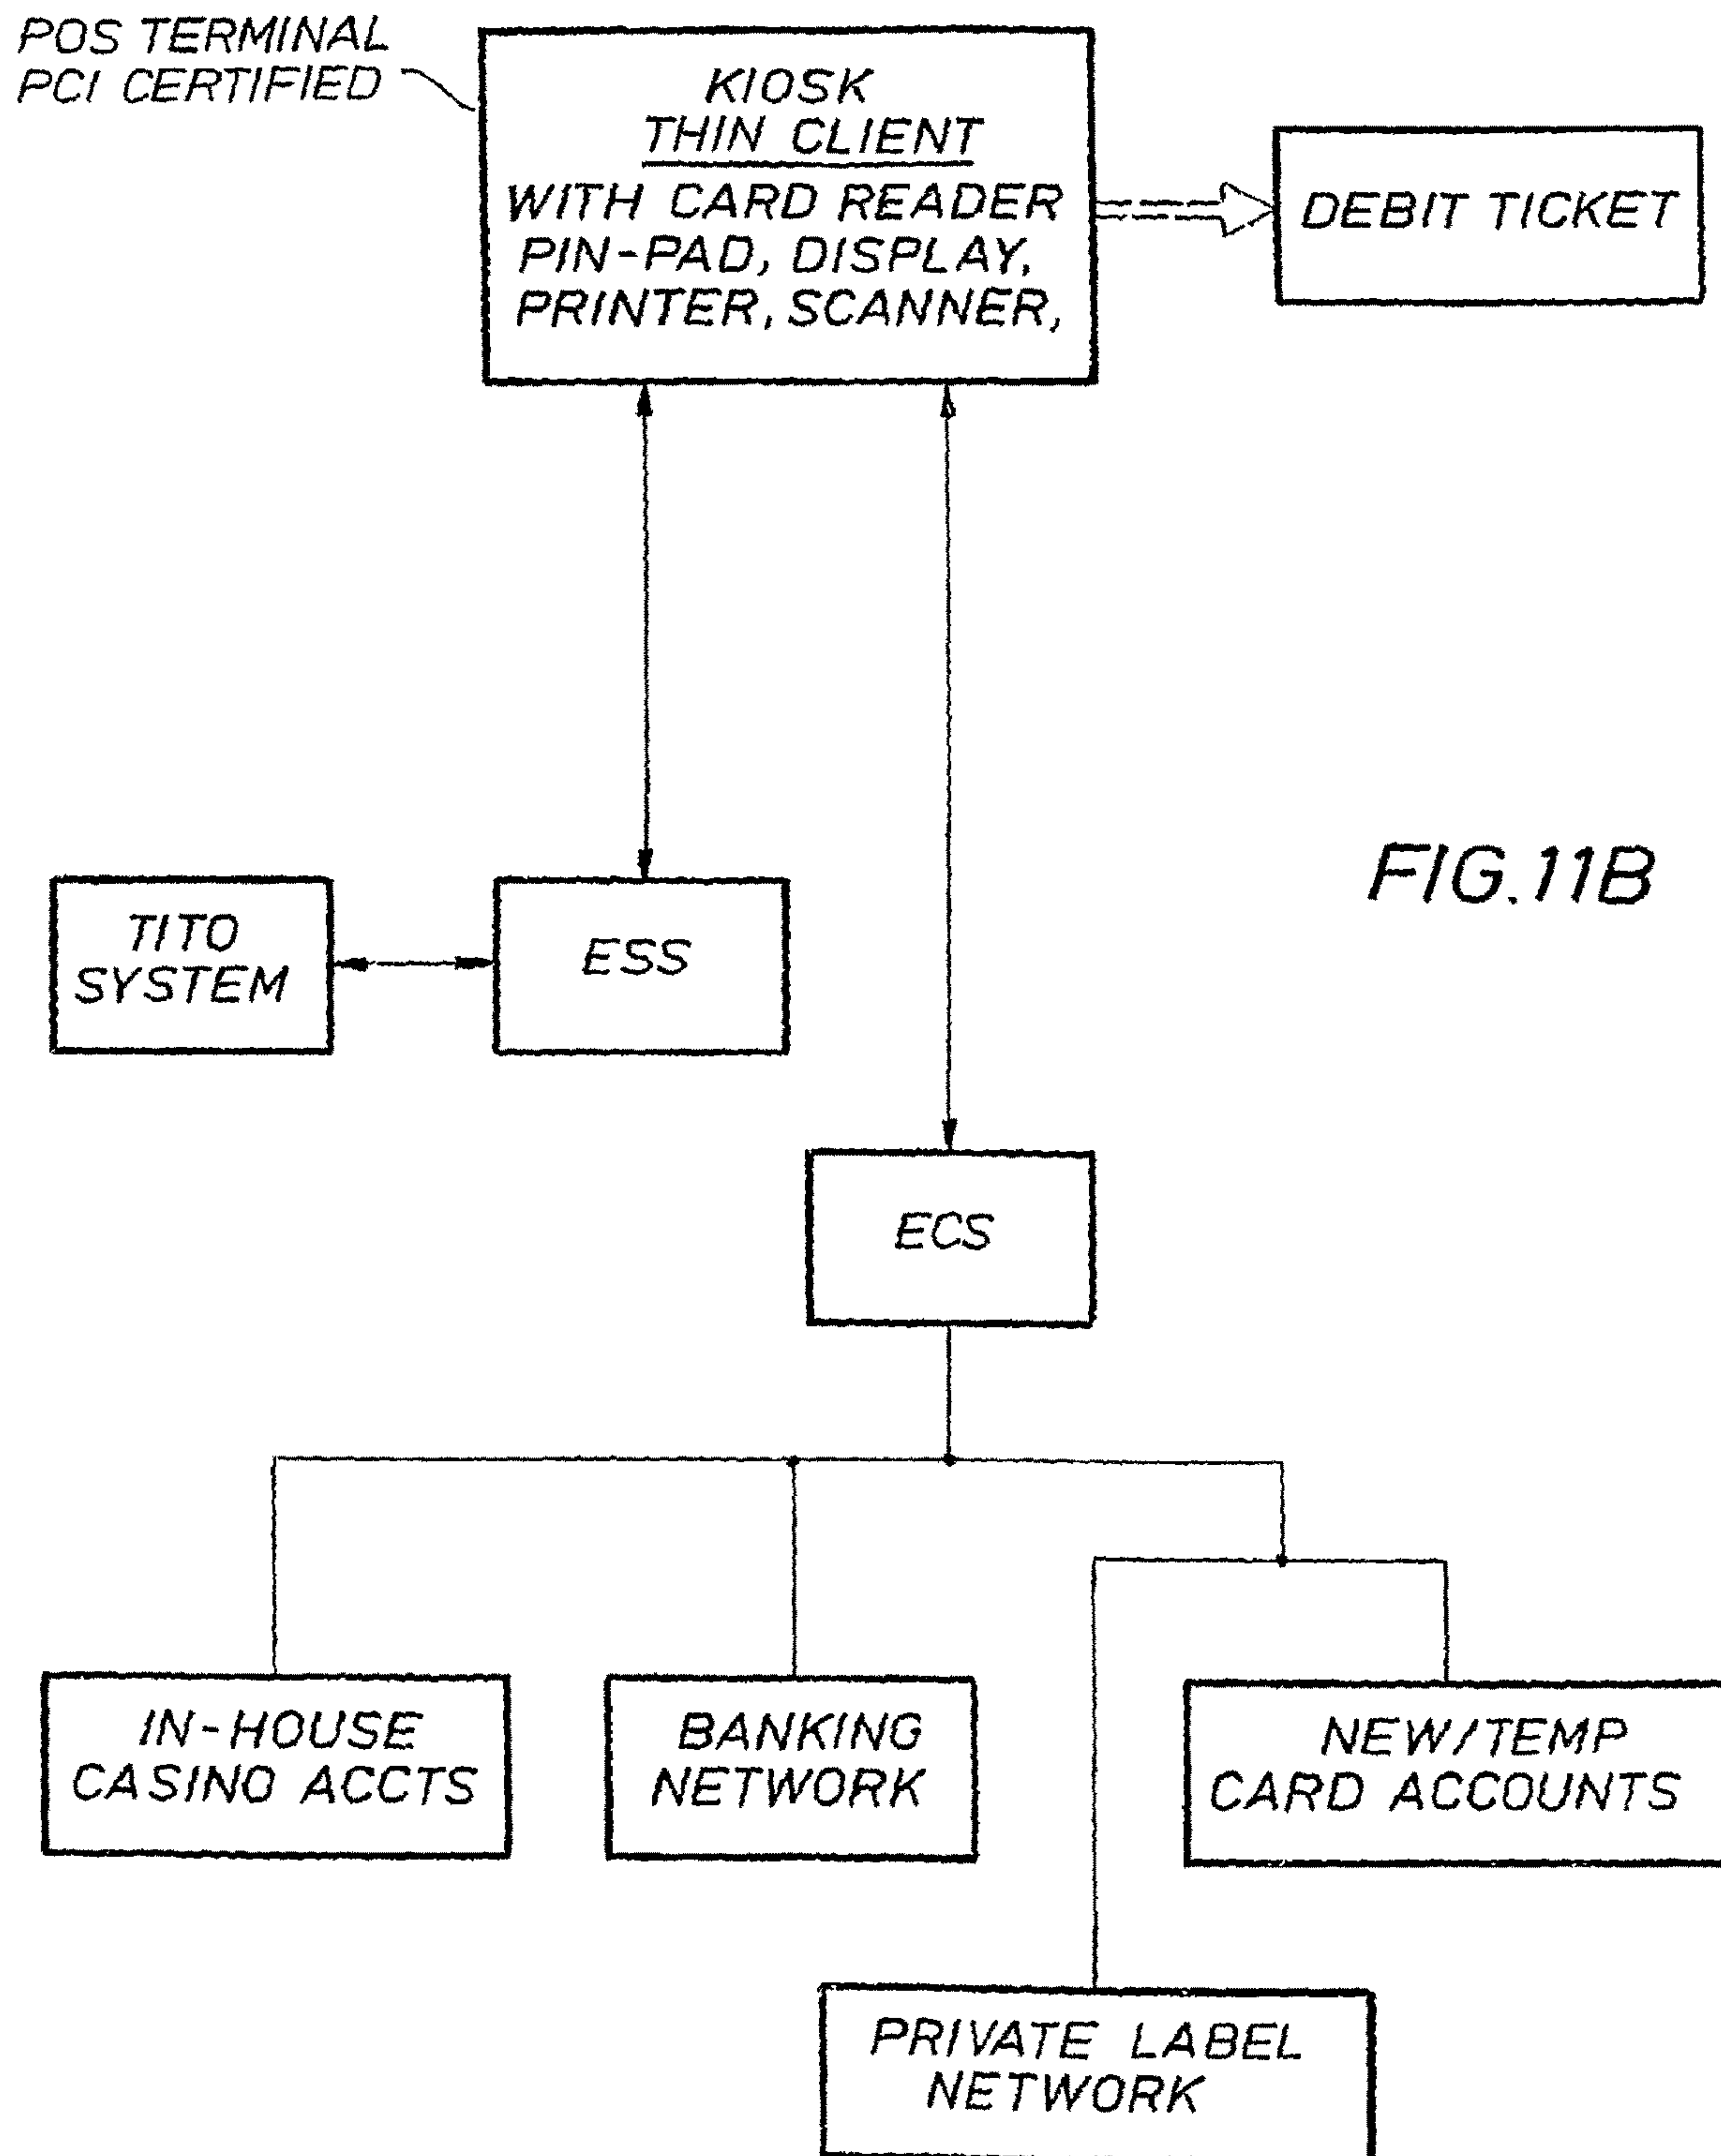 POS TERMINAL
PCI CERTIFIED
KIOSK
THIN CLIENT
WITH CARD READER
PIN-PAD, DISPLAY,
PRINTER, SCANNER,
DEBIT TICKET
FIG. 11B
TITO
SYSTEM
ESS
ECS
IN-HOUSE
CASINO ACCTS
BANKING
NETWORK
NEW/TEMP
CARD ACCOUNTS
PRIVATE LABEL
NETWORK